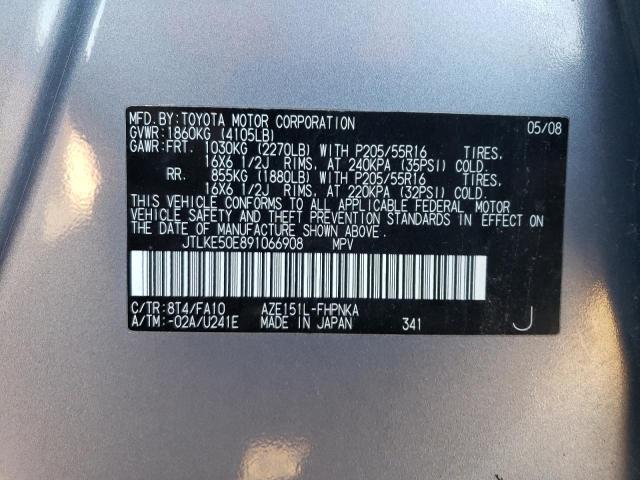 MFD.BY:TOYOTA MOTOR CORPORATION 05/08
GVWR:1860KG (4105LB)
GAWR:FRT. 1030KG (2270LB) WITH P205/55R16 TIRES,
16X6 1/2J RIMS, AT 240KPA (35PSI) COLD.
RR. 855KG (1880LB) WITH P205/55R16 TIRES,
16X6 1/2J RIMS, AT 220KPA (32PSI) COLD.
THIS VEHICLE CONFORMS TO ALL APPLICABLE FEDERAL MOTOR
VEHICLE SAFETY AND THEFT PREVENTION STANDARDS IN EFFECT ON
THE DATE OF MANUFACTURE SHOWN ABOVE.
JTLKE50E891066908 MPV
C/TR:8T4/FA10 AZE151L-FHPNKA
A/TM:-02A/U241E MADE IN JAPAN 341 J